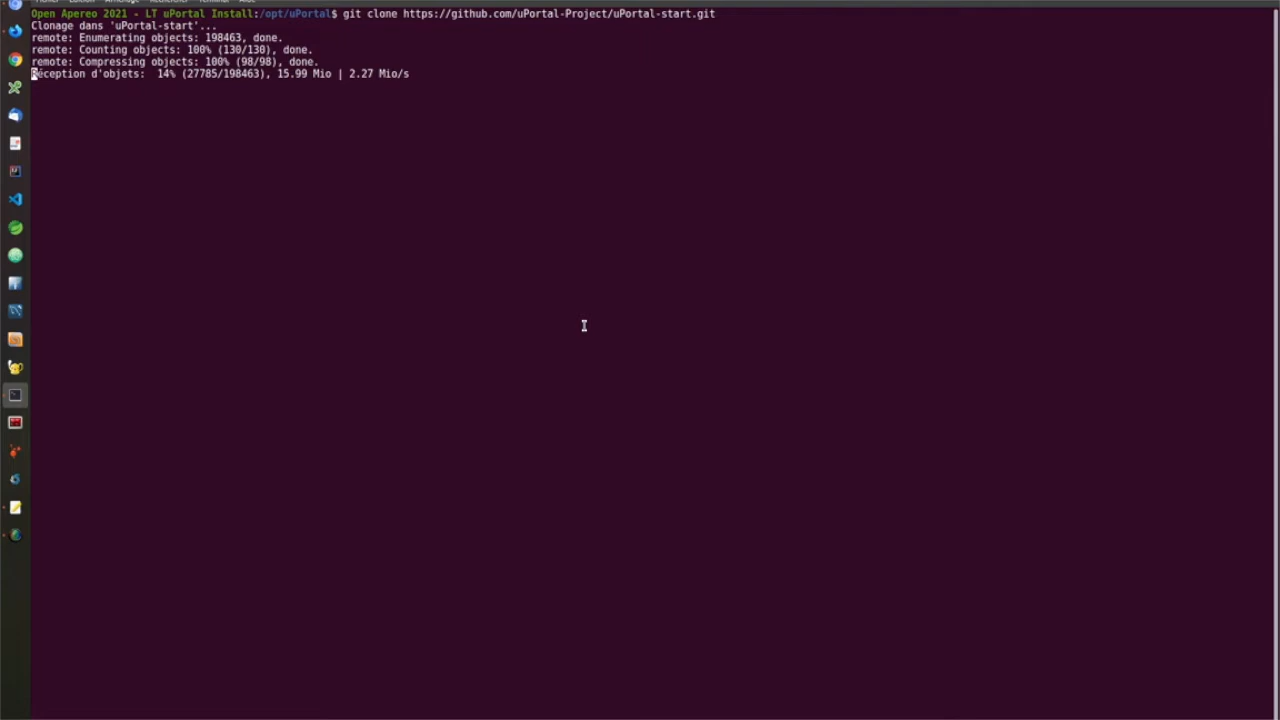 Open Apereo 2021 - LT uPortal Install:/opt/uPortal$ git clone https://github.com/uPortal-Project/uPortal-start.git
Clonage dans 'uPortal-start'...
remote: Enumerating objects: 198463, done.
remote: Counting objects: 100% (130/130), done.
remote: Compressing objects: 100% (98/98), done.
Réception d'objets:  14% (27785/198463), 15.99 Mio | 2.27 Mio/s